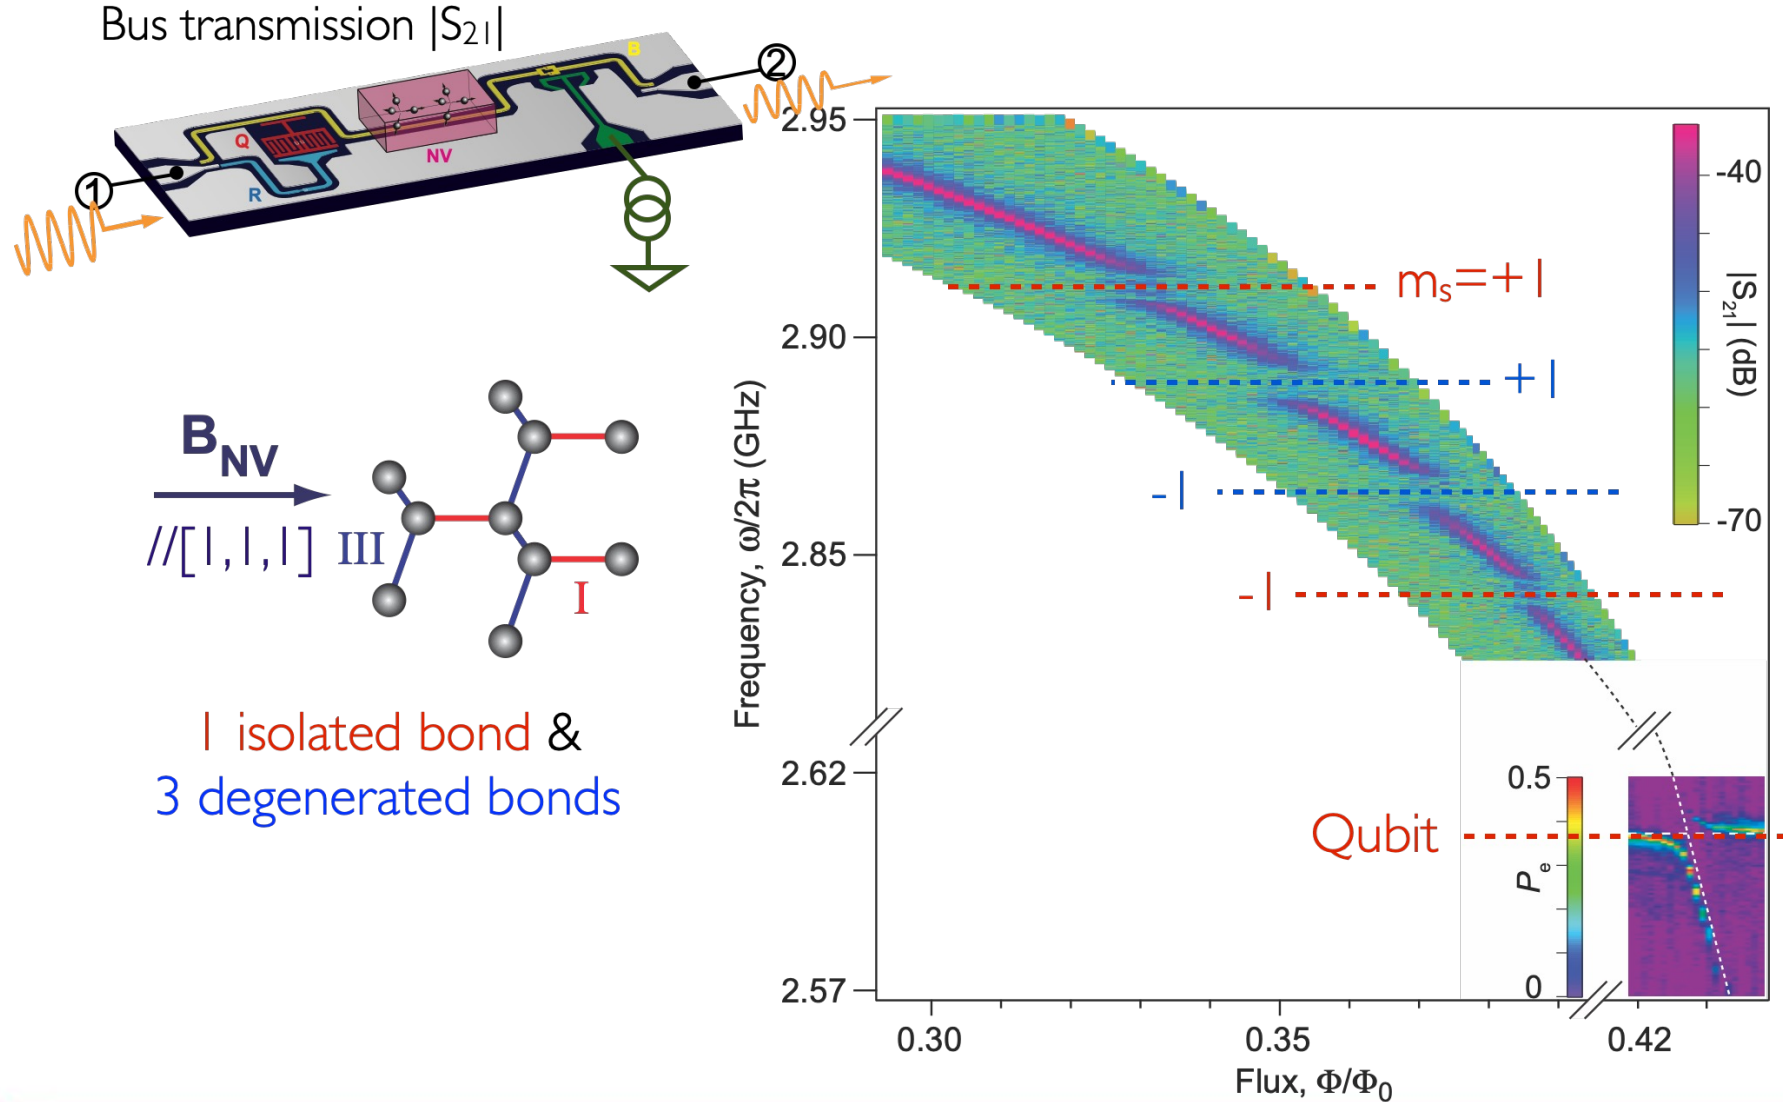 Bus transmission |S21|
B
2
Q
NV
1
R
BNV
//[1,1,1]
III
I
1 isolated bond &
3 degenerated bonds
2.95
2.90
2.85
2.62
2.57
Frequency, ω/2π (GHz)
ms=+1
+1
-1
-1
-40
|S21| (dB)
-70
Qubit
0.5
Pe
0
0.30
0.35
0.42
Flux, Φ/Φ0